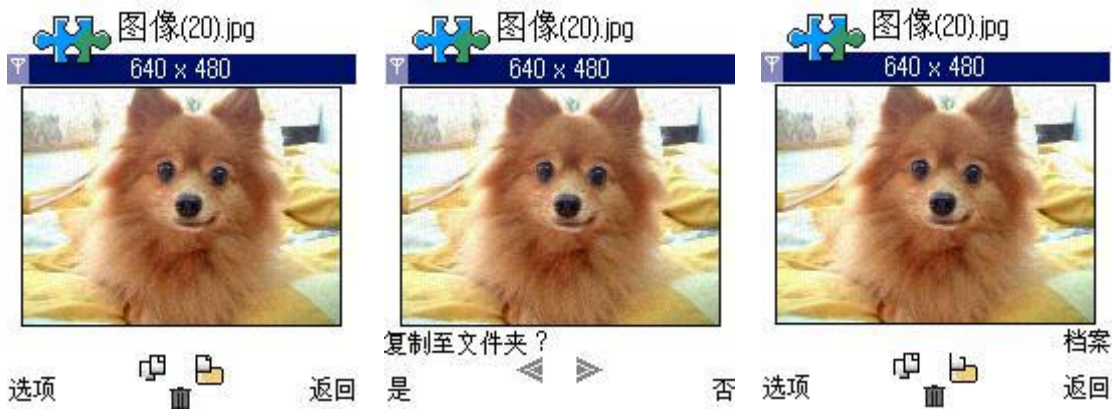 图像(20).jpg
640 x 480
选项
返回
图像(20).jpg
640 x 480
复制至文件夹？
是
否
图像(20).jpg
640 x 480
档案
选项
返回